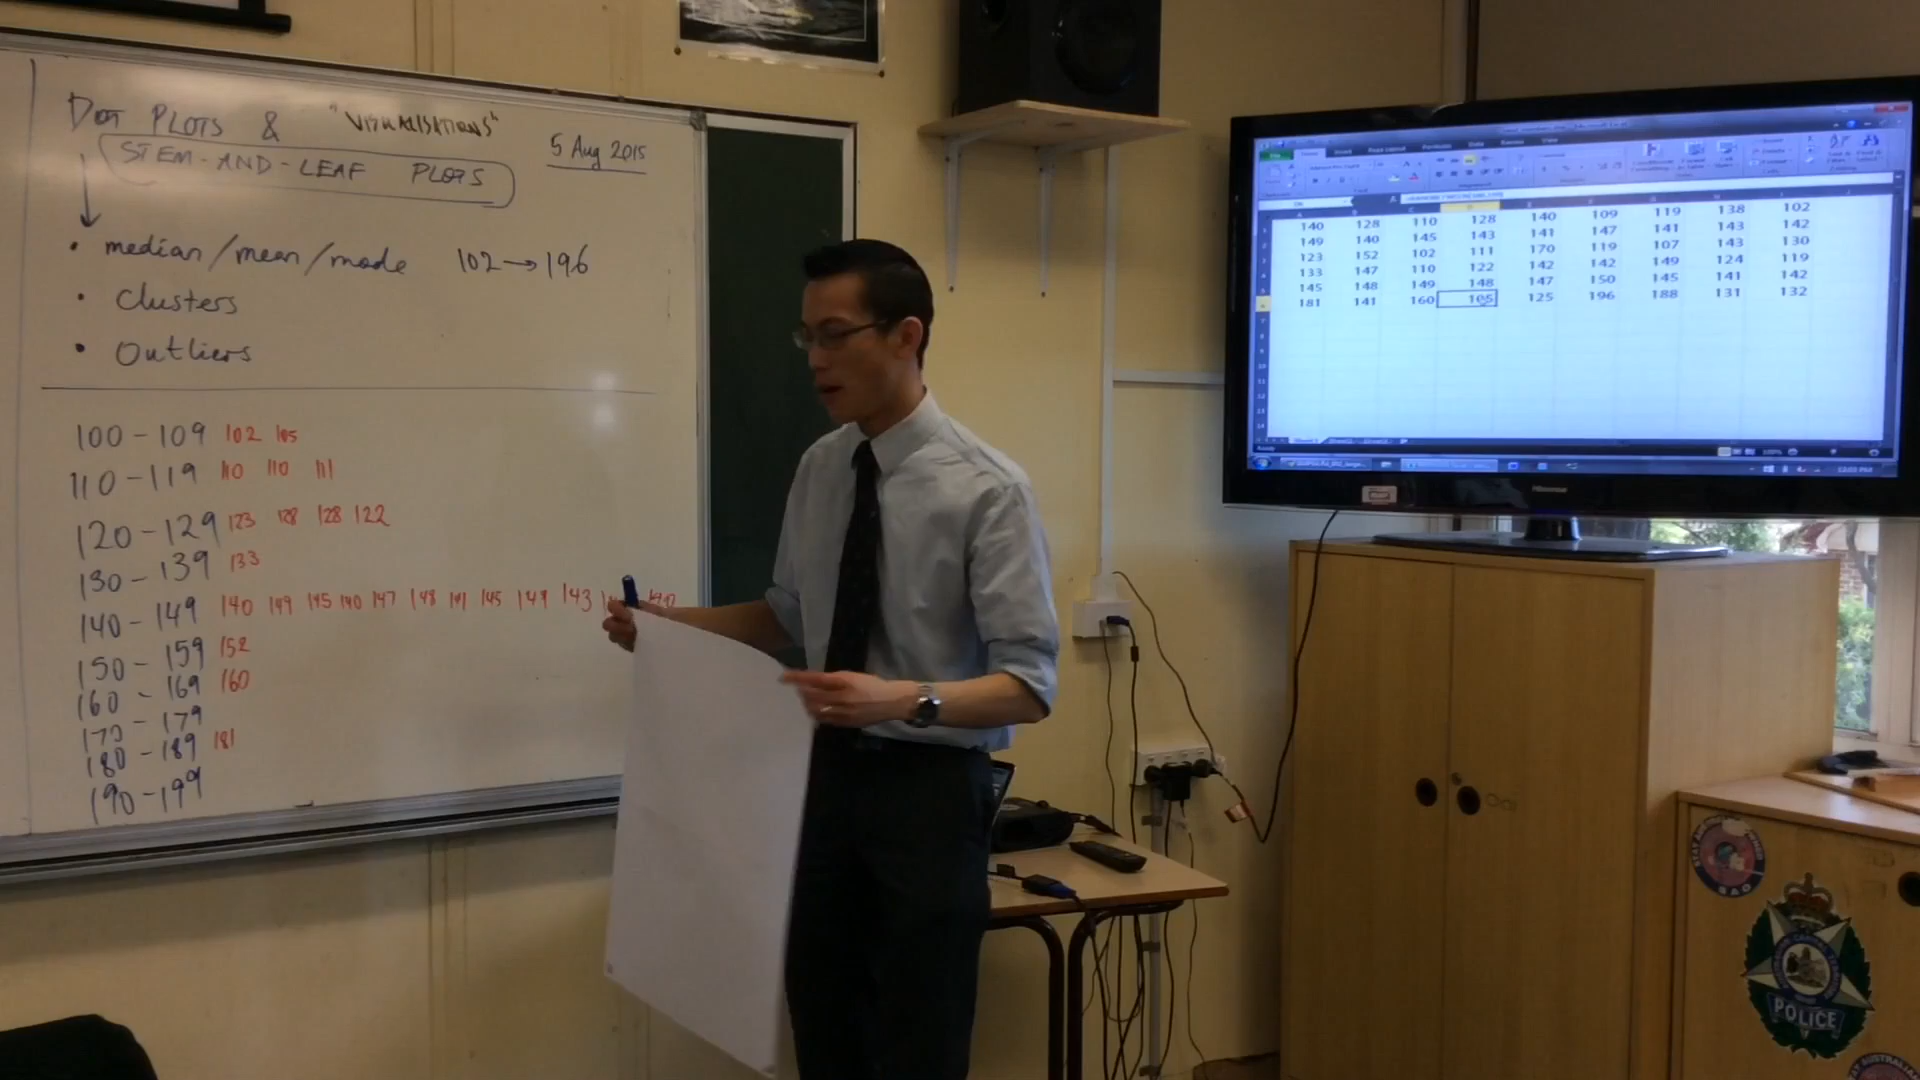 DOT PLOTS & "VISUALISATIONS"
STEM-AND-LEAF PLOTS
5 Aug 2015
• median/mean/mode 102→196
• clusters
• Outliers
100-109 102 105
110-119 110 110 111
120-129 123 128 128 122
130-139 133
140-149 140 149 145 140 147 148 141 145 149 143
150-159 152
160-169 160
170-179
180-189 181
190-199
140 128 110 128 140 109 119 138 102
149 140 145 143 141 147 141 143 142
123 152 102 111 170 119 107 143 130
133 147 110 122 142 142 149 124 119
145 148 149 148 147 150 145 141 142
181 141 160 105 125 196 188 131 132
Hisense
POLICE